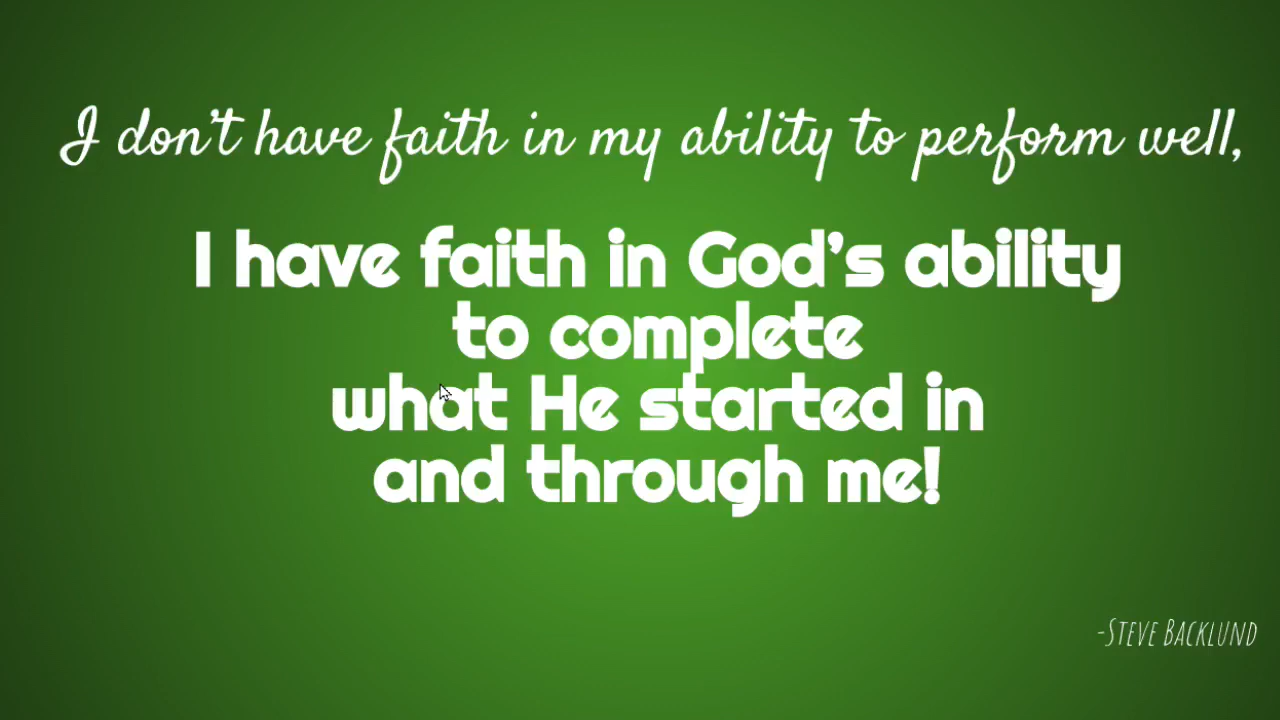 I don't have faith in my ability to perform well,
I have faith in God's ability
to complete
what He started in
and through me!
-Steve Backlund